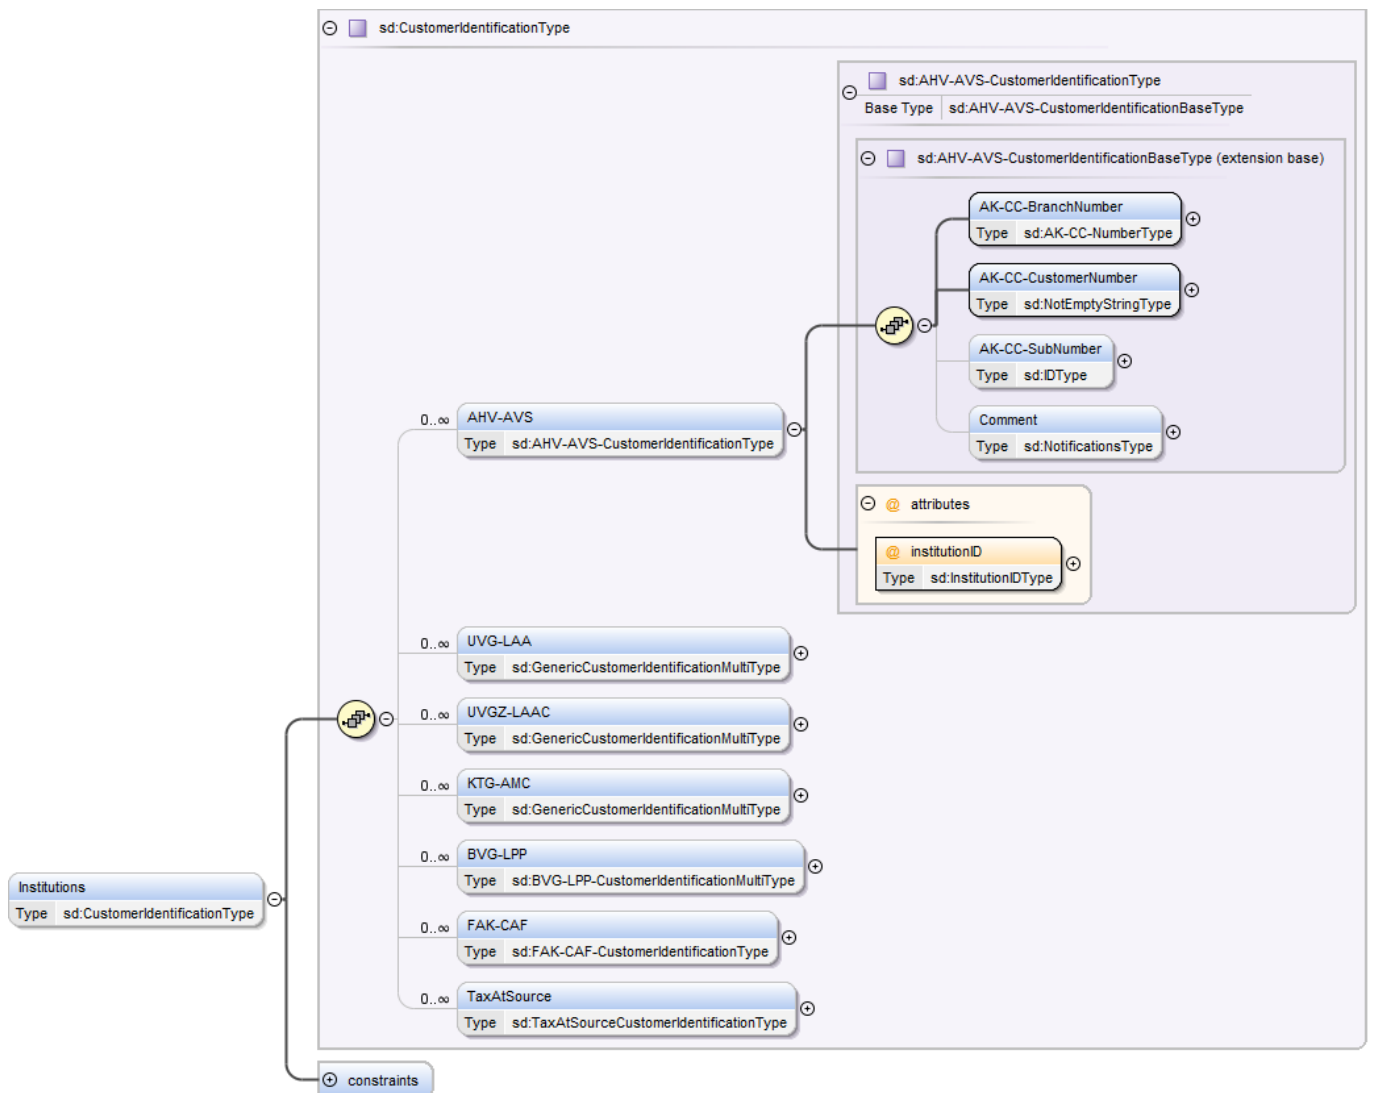 sd:CustomerIdentificationType
sd:AHV-AVS-CustomerIdentificationType
Base Type sd:AHV-AVS-CustomerIdentificationBaseType
sd:AHV-AVS-CustomerIdentificationBaseType (extension base)
AK-CC-BranchNumber
Type sd:AK-CC-NumberType
AK-CC-CustomerNumber
Type sd:NotEmptyStringType
AK-CC-SubNumber
Type sd:IDType
Comment
Type sd:NotificationsType
0..∞ AHV-AVS
Type sd:AHV-AVS-CustomerIdentificationType
@ attributes
@ institutionID
Type sd:InstitutionIDType
0..∞ UVG-LAA
Type sd:GenericCustomerIdentificationMultiType
0..∞ UVGZ-LAAC
Type sd:GenericCustomerIdentificationMultiType
0..∞ KTG-AMC
Type sd:GenericCustomerIdentificationMultiType
0..∞ BVG-LPP
Type sd:BVG-LPP-CustomerIdentificationMultiType
Institutions
Type sd:CustomerIdentificationType
0..∞ FAK-CAF
Type sd:FAK-CAF-CustomerIdentificationType
0..∞ TaxAtSource
Type sd:TaxAtSourceCustomerIdentificationType
constraints